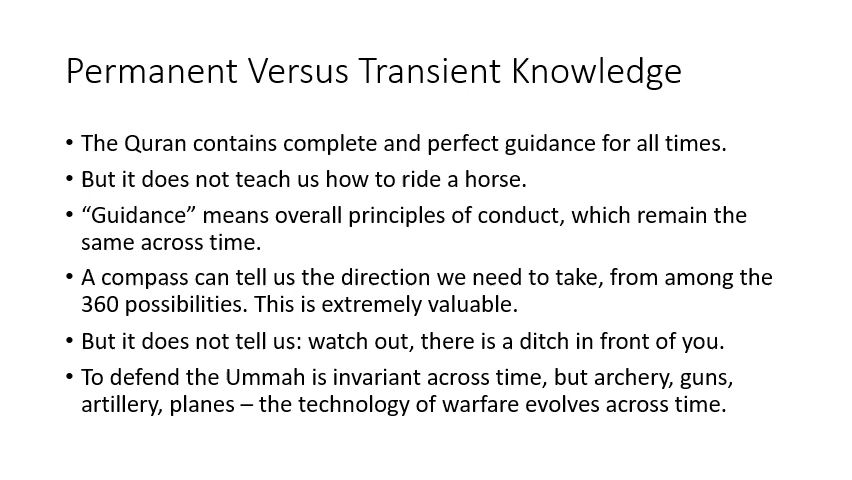 Permanent Versus Transient Knowledge
• The Quran contains complete and perfect guidance for all times.
• But it does not teach us how to ride a horse.
• “Guidance” means overall principles of conduct, which remain the
same across time.
• A compass can tell us the direction we need to take, from among the
360 possibilities. This is extremely valuable.
• But it does not tell us: watch out, there is a ditch in front of you.
• To defend the Ummah is invariant across time, but archery, guns,
artillery, planes – the technology of warfare evolves across time.